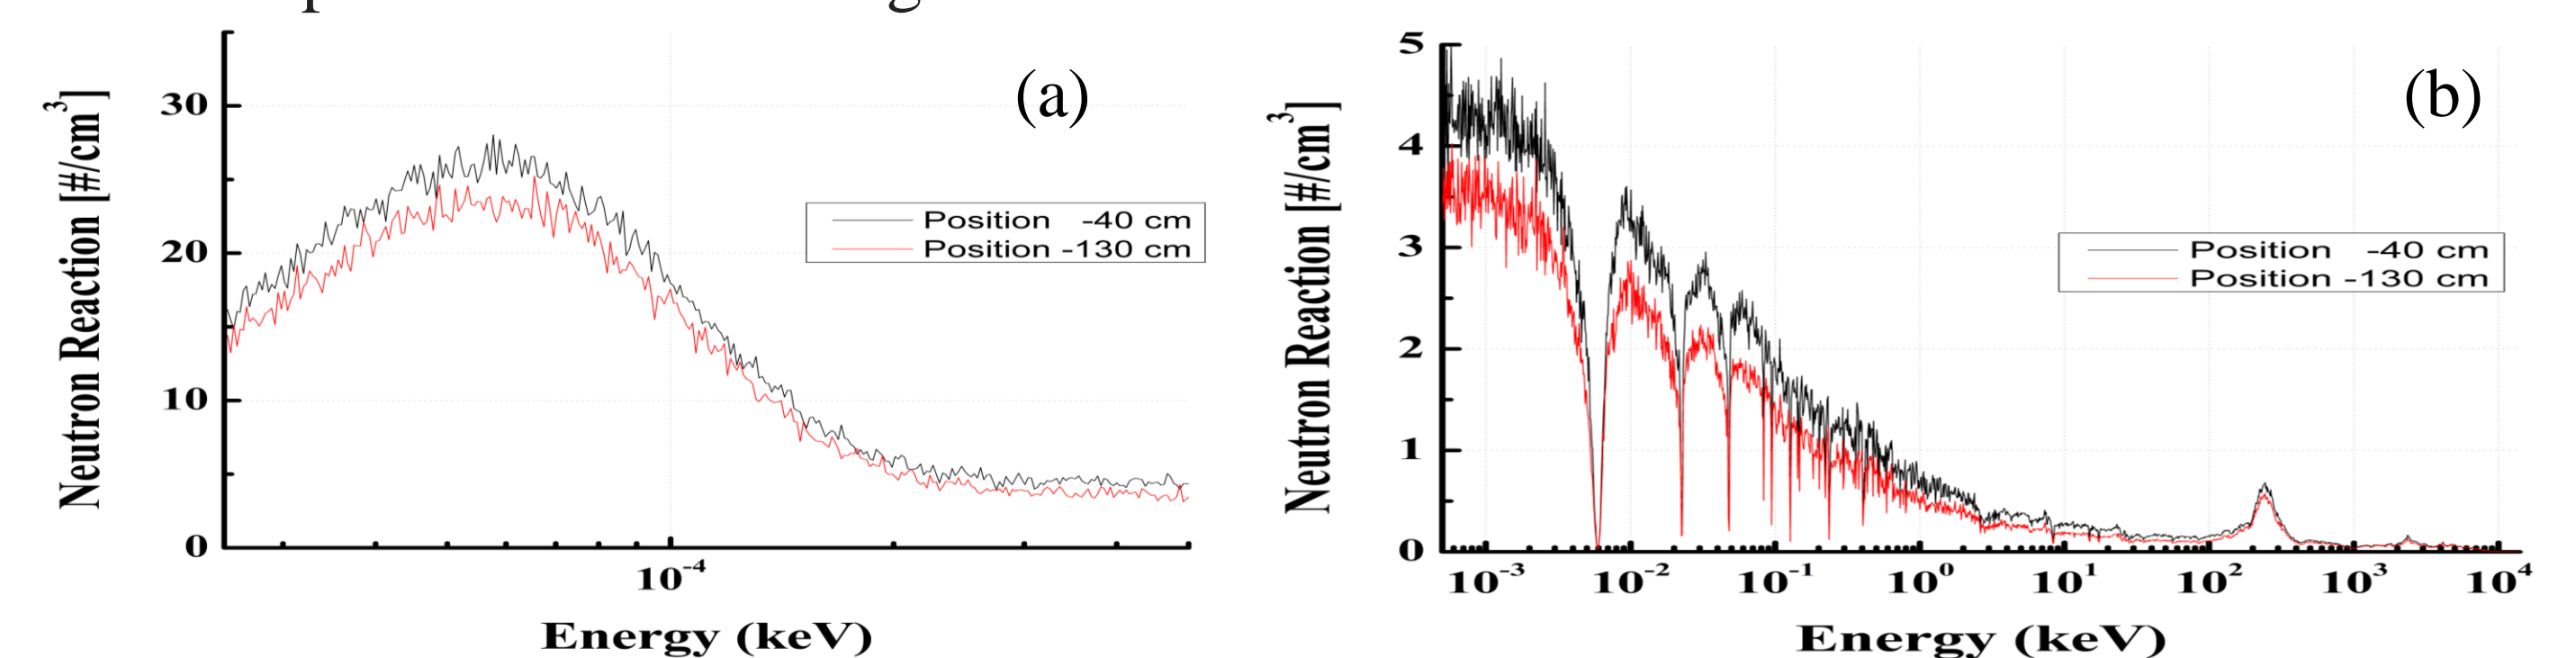 (a)
30
20
10
0
Neutron Reaction [#/cm³]
Position -40 cm
Position -130 cm
10⁻⁴
Energy (keV)
(b)
5
4
3
2
1
0
Neutron Reaction [#/cm³]
Position -40 cm
Position -130 cm
10⁻³ 10⁻² 10⁻¹ 10⁰ 10¹ 10² 10³ 10⁴
Energy (keV)